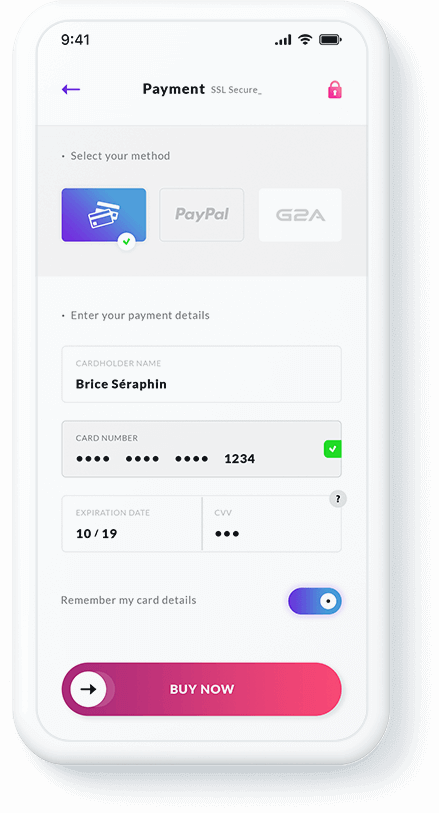 9:41
Payment SSL Secure_
· Select your method
PayPal G2A
· Enter your payment details
CARDHOLDER NAME
Brice Séraphin
CARD NUMBER
•••• •••• •••• 1234
?
EXPIRATION DATE CVV
10 / 19 •••
Remember my card details
BUY NOW